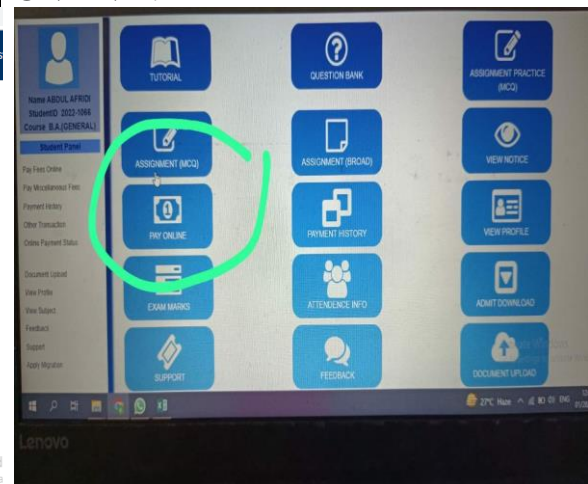 TUTORIAL
QUESTION BANK
ASSIGNMENT PRACTICE
(MCQ)
Name ABDUL AFRIDI
StudentID 2022-1066
Course B.A.(GENERAL)
Student Panel
Pay Fees Online
Pay Miscellaneous Fees
Payment History
Other Transaction
Online Payment Status
Document Upload
View Profile
View Subject
Feedback
Support
Apply Migration
ASSIGNMENT (MCQ)
ASSIGNMENT (BROAD)
VIEW NOTICE
PAY ONLINE
PAYMENT HISTORY
VIEW PROFILE
EXAM MARKS
ATTENDENCE INFO
ADMIT DOWNLOAD
SUPPORT
FEEDBACK
DOCUMENT UPLOAD
27°C Haze
ENG
Lenovo